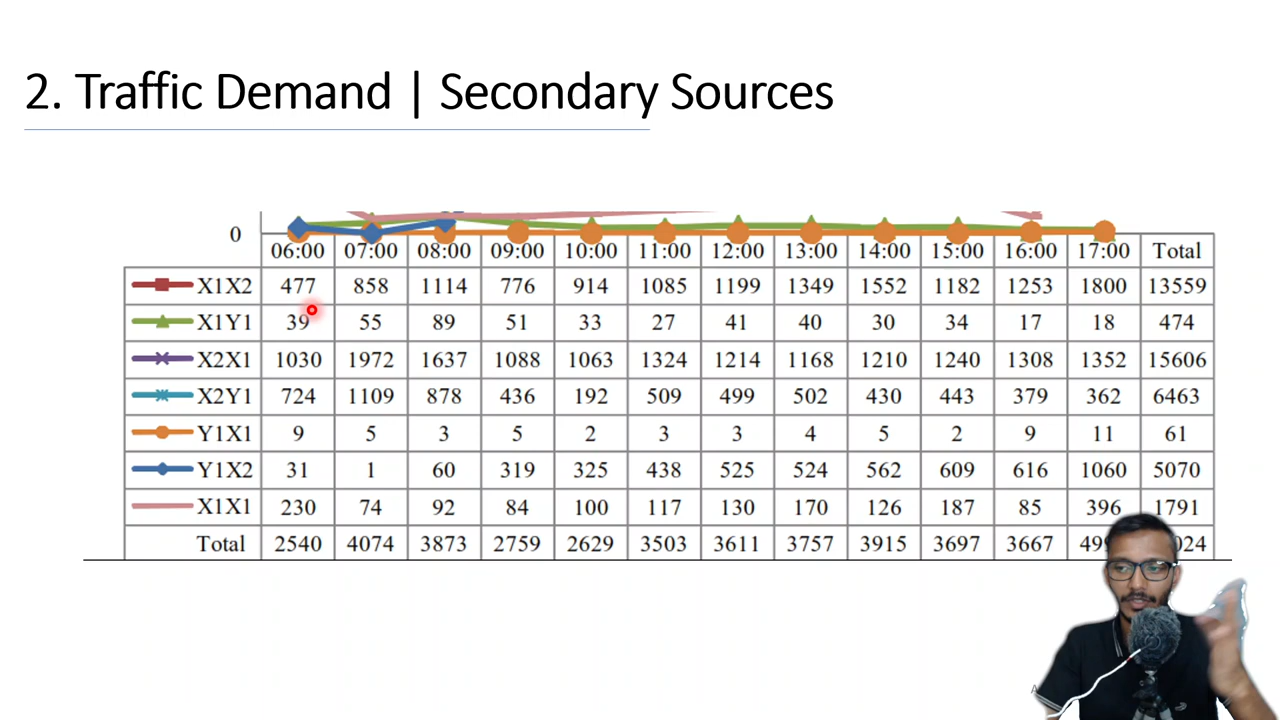 2. Traffic Demand | Secondary Sources
0
06:00 07:00 08:00 09:00 10:00 11:00 12:00 13:00 14:00 15:00 16:00 17:00 Total
X1X2 477 858 1114 776 914 1085 1199 1349 1552 1182 1253 1800 13559
X1Y1 39 55 89 51 33 27 41 40 30 34 17 18 474
X2X1 1030 1972 1637 1088 1063 1324 1214 1168 1210 1240 1308 1352 15606
X2Y1 724 1109 878 436 192 509 499 502 430 443 379 362 6463
Y1X1 9 5 3 5 2 3 3 4 5 2 9 11 61
Y1X2 31 1 60 319 325 438 525 524 562 609 616 1060 5070
X1X1 230 74 92 84 100 117 130 170 126 187 85 396 1791
Total 2540 4074 3873 2759 2629 3503 3611 3757 3915 3697 3667